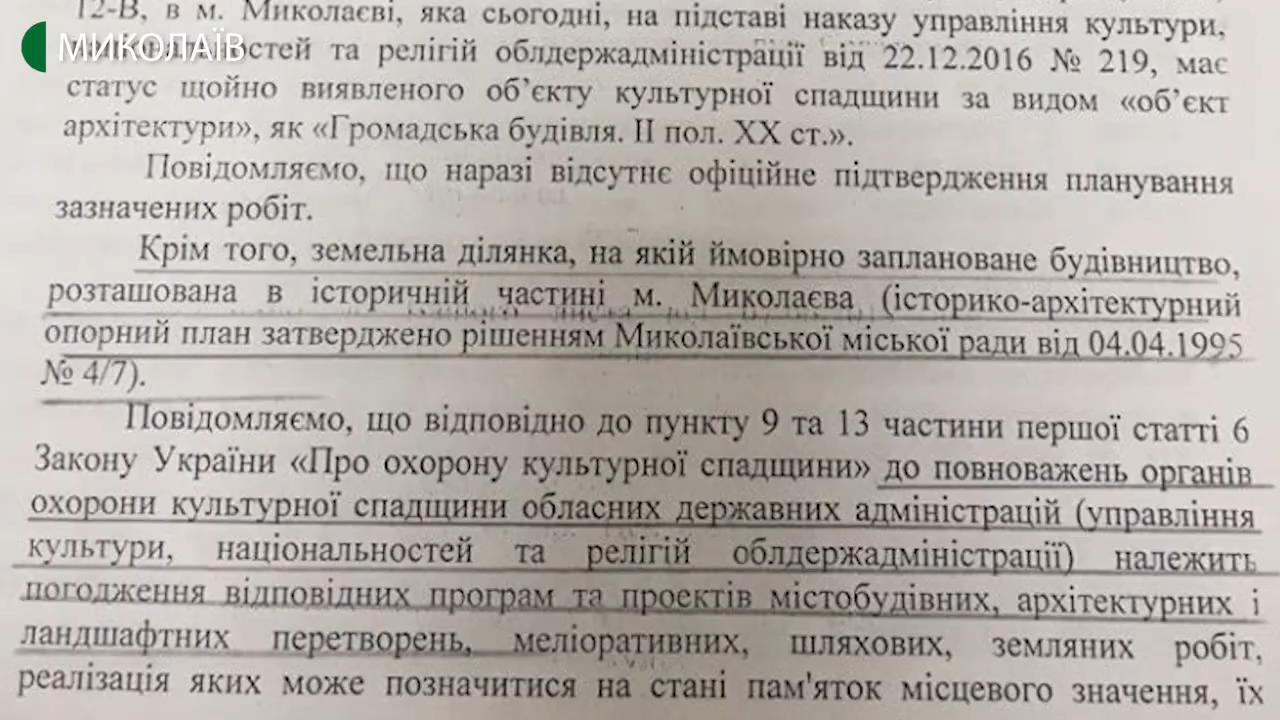 12-В, в м. Миколаєві, яка сьогодні, на підставі наказу управління культури,
МИКОЛАЇВ
та релігій облдержадміністрації від 22.12.2016 № 219, має
статус щойно виявленого об’єкту культурної спадщини за видом «об’єкт
архітектури», як «Громадська будівля. ІІ пол. ХХ ст.».
Повідомляємо, що наразі відсутнє офіційне підтвердження планування
зазначених робіт.
Крім того, земельна ділянка, на якій ймовірно заплановане будівництво,
розташована в історичній частині м. Миколаєва (історико-архітектурний
опорний план затверджено рішенням Миколаївської міської ради від 04.04.1995
№ 4/7).
Повідомляємо, що відповідно до пункту 9 та 13 частини першої статті 6
Закону України «Про охорону культурної спадщини» до повноважень органів
охорони культурної спадщини обласних державних адміністрацій (управління
культури, національностей та релігій облдержадміністрації) належить
погодження відповідних програм та проектів містобудівних, архітектурних і
ландшафтних перетворень, меліоративних, шляхових, земляних робіт,
реалізація яких може позначитися на стані пам'яток місцевого значення, їх